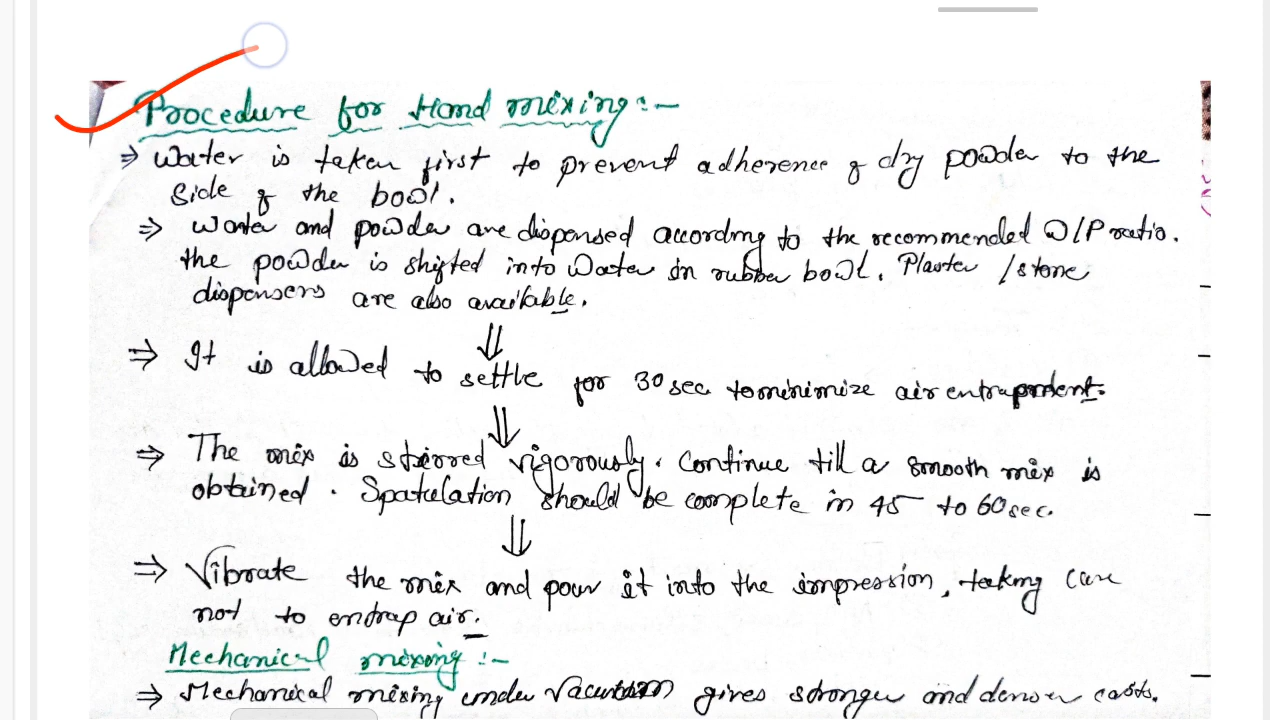 Procedure for Hand mixing :-
⇒ Water is taken first to prevent adherence of dry powder to the
side of the bowl.
⇒ Water and powder are dispensed according to the recommended W/P ratio.
the powder is shifted into water in rubber bowl. Plaster / stone
dispensers are also available.
⇓
⇒ It is allowed to settle for 30 sec to minimize air entrapment.
⇓
⇒ The mix is stirred vigorously. Continue till a smooth mix is
obtained. Spatulation should be complete in 45 to 60 sec.
⇓
⇒ Vibrate the mix and pour it into the impression, taking care
not to entrap air.
Mechanical mixing :-
⇒ Mechanical mixing under vacuum gives stronger and denser casts.